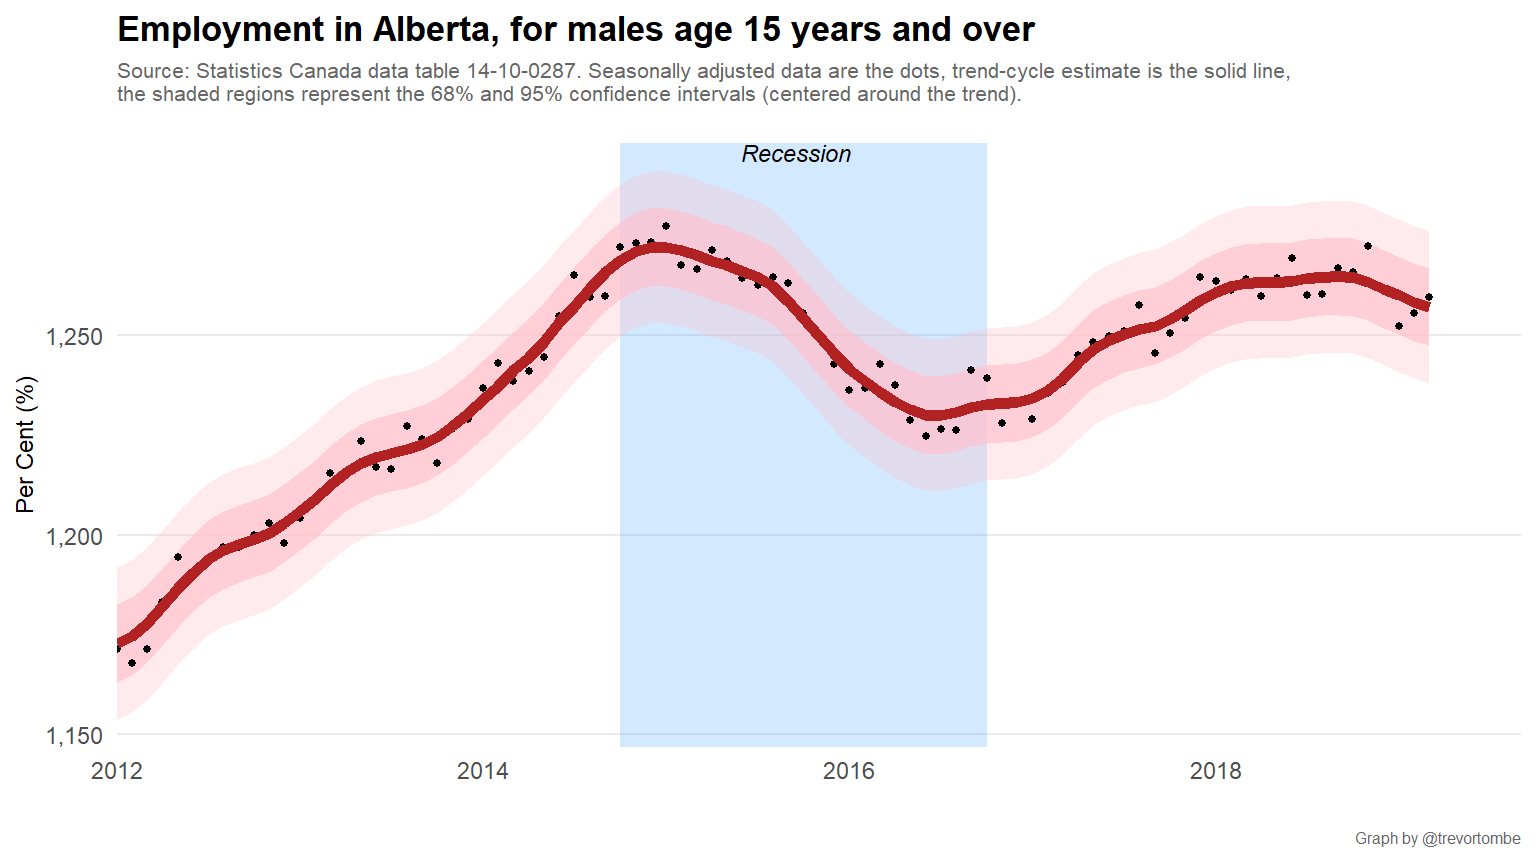 Employment in Alberta, for males age 15 years and over
Source: Statistics Canada data table 14-10-0287. Seasonally adjusted data are the dots, trend-cycle estimate is the solid line,
the shaded regions represent the 68% and 95% confidence intervals (centered around the trend).
Recession
Per Cent (%)
1,250
1,200
1,150
2012
2014
2016
2018
Graph by @trevortombe